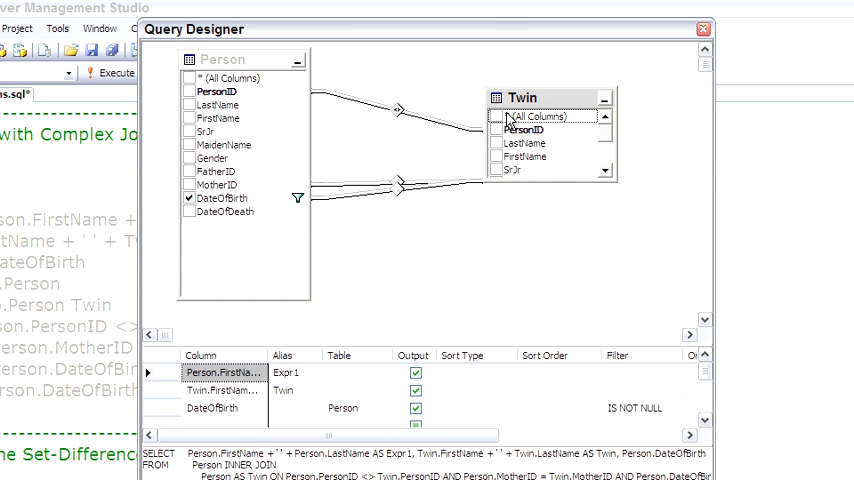 ver Management Studio
Project Tools Window
Execute
ns.sql*
with Complex Jo
son.FirstName +
tName + ' ' + Tw
ateOfBirth
.Person
o.Person Twin
son.PersonID <>
erson.MotherID
erson.DateOfBir
erson.DateOfBirth
ne Set-Difference
Query Designer
Person
* (All Columns)
PersonID
LastName
FirstName
SrJr
MaidenName
Gender
FatherID
MotherID
DateOfBirth
DateOfDeath
Twin
(All Columns)
PersonID
LastName
FirstName
SrJr
Column Alias Table Output Sort Type Sort Order Filter Or
Person.FirstNa... Expr1
Twin.FirstNam... Twin
DateOfBirth Person IS NOT NULL
SELECT Person.FirstName + ' ' + Person.LastName AS Expr1, Twin.FirstName + ' ' + Twin.LastName AS Twin, Person.DateOfBirth
FROM Person INNER JOIN
Person AS Twin ON Person.PersonID <> Twin.PersonID AND Person.MotherID = Twin.MotherID AND Person.DateOfBir